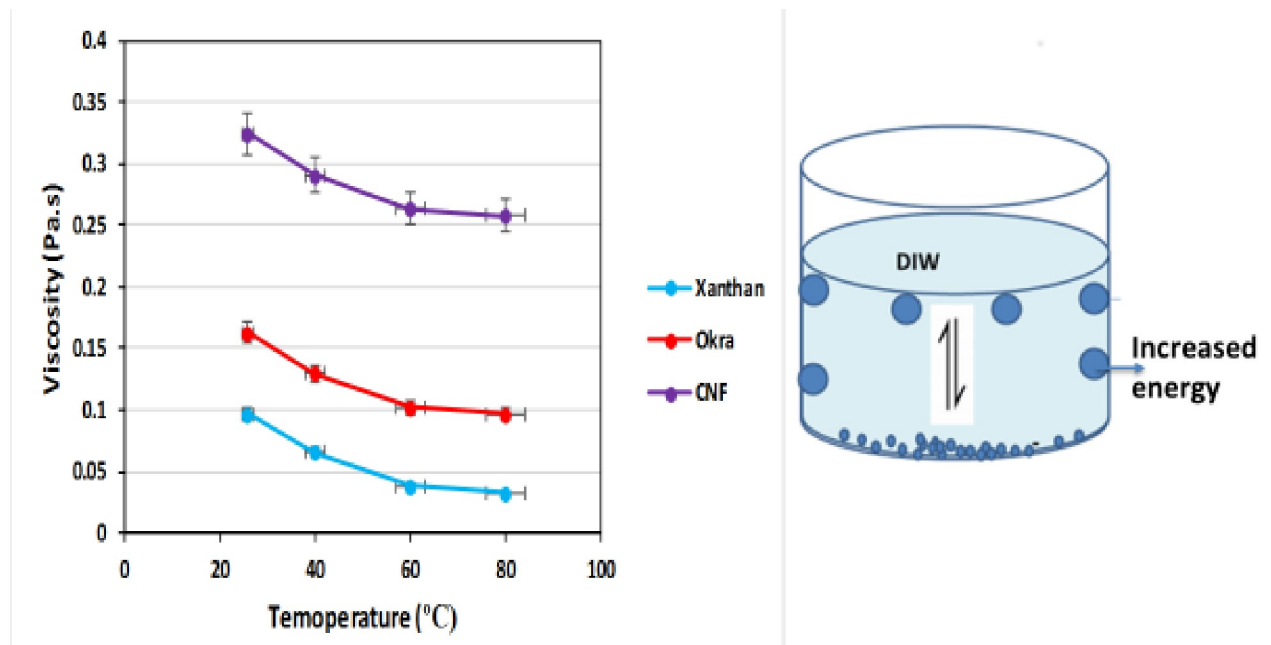 0.4
0.35
0.3
0.25
0.2
0.15
0.1
0.05
0
0 20 40 60 80 100
Viscosity (Pa.s)
Temoperature (°C)
Xanthan
Okra
CNF
DIW
Increased
energy